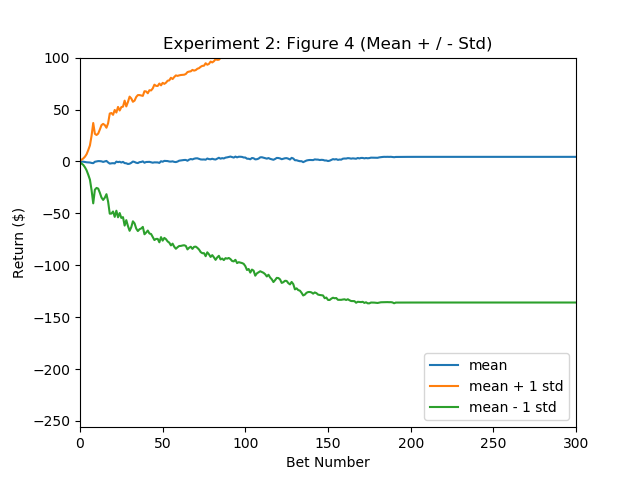 Experiment 2: Figure 4 (Mean + / - Std)
Return ($)
100
50
0
−50
−100
−150
−200
−250
0 50 100 150 200 250 300
Bet Number
mean
mean + 1 std
mean - 1 std